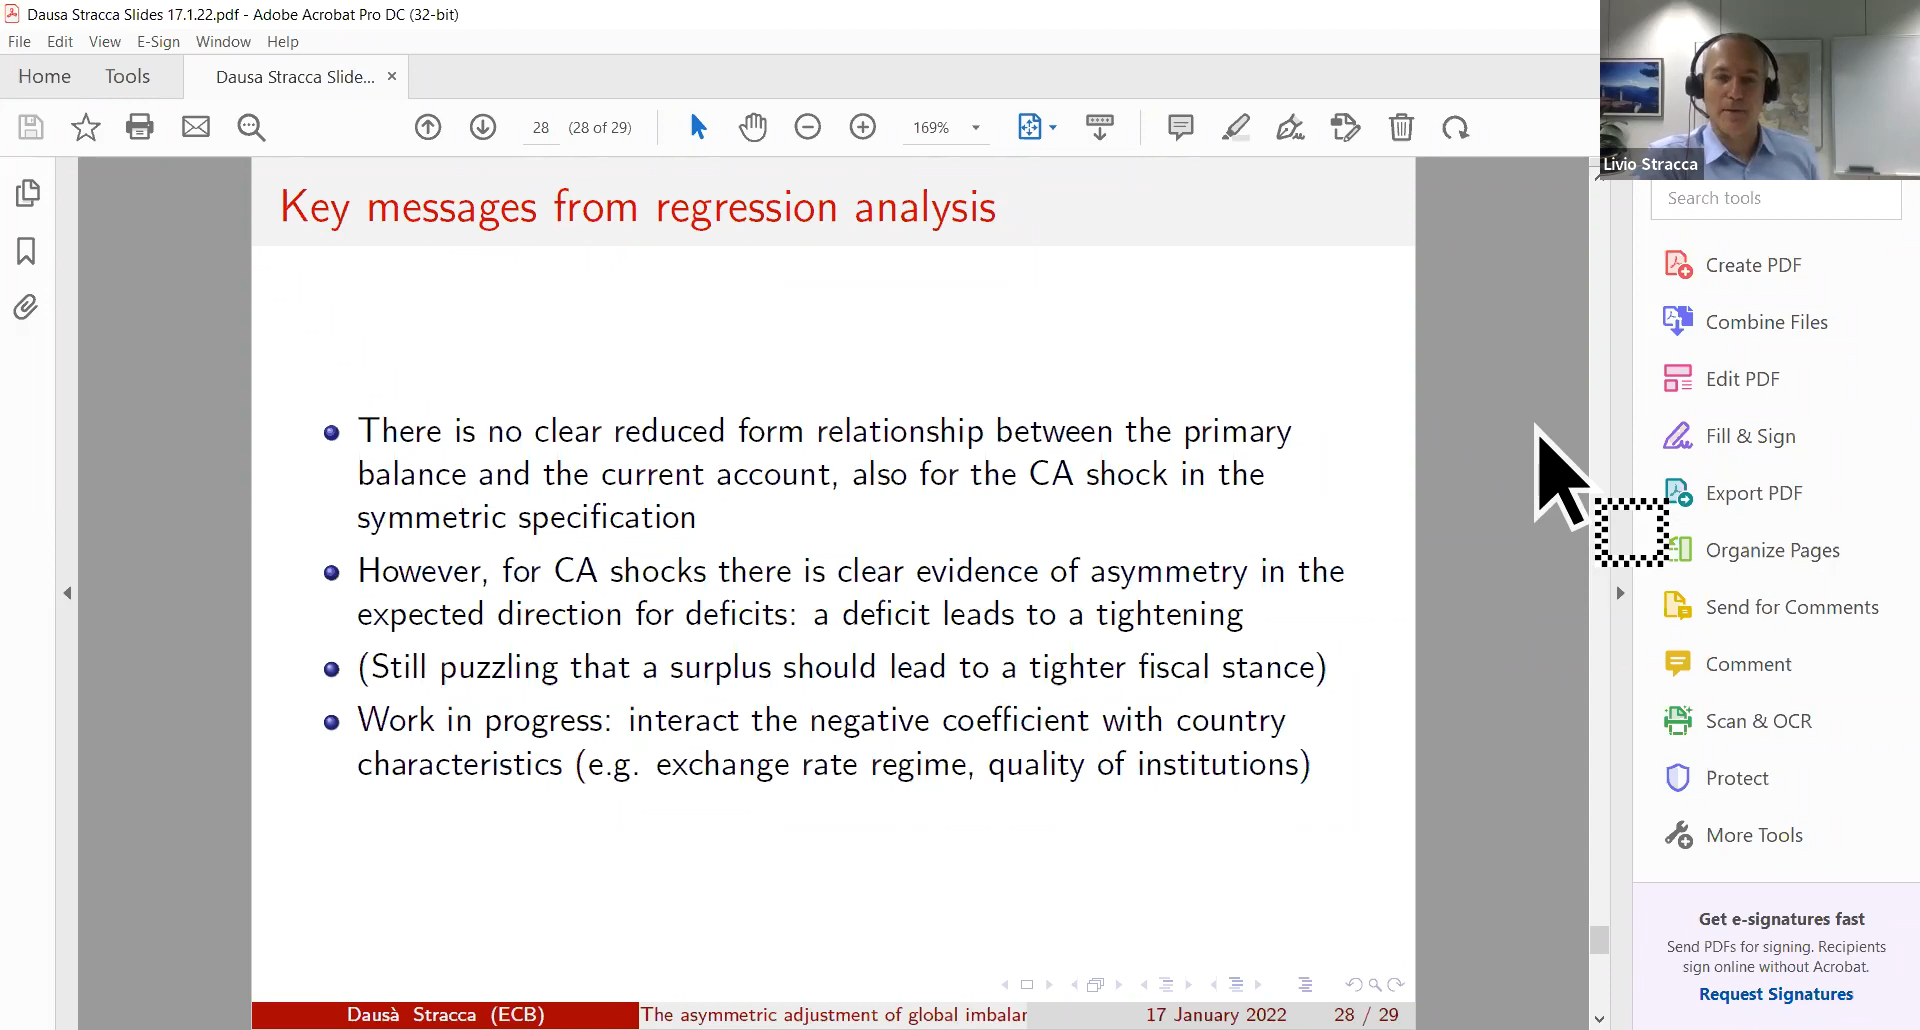 Dausa Stracca Slides 17.1.22.pdf - Adobe Acrobat Pro DC (32-bit)
File Edit View E-Sign Window Help
Home Tools Dausa Stracca Slide... ×
28 (28 of 29) 169%
Livio Stracca
Search tools
Key messages from regression analysis
There is no clear reduced form relationship between the primary
balance and the current account, also for the CA shock in the
symmetric specification
However, for CA shocks there is clear evidence of asymmetry in the
expected direction for deficits: a deficit leads to a tightening
(Still puzzling that a surplus should lead to a tighter fiscal stance)
Work in progress: interact the negative coefficient with country
characteristics (e.g. exchange rate regime, quality of institutions)
Dausà Stracca (ECB) The asymmetric adjustment of global imbalar 17 January 2022 28 / 29
Create PDF
Combine Files
Edit PDF
Fill & Sign
Export PDF
Organize Pages
Send for Comments
Comment
Scan & OCR
Protect
More Tools
Get e-signatures fast
Send PDFs for signing. Recipients
sign online without Acrobat.
Request Signatures